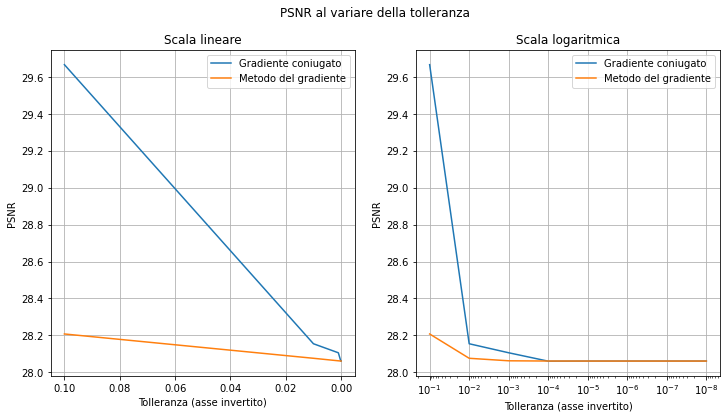 PSNR al variare della tolleranza
Scala lineare
Gradiente coniugato
Metodo del gradiente
29.6
29.4
29.2
29.0
28.8
28.6
28.4
28.2
28.0
PSNR
0.10 0.08 0.06 0.04 0.02 0.00
Tolleranza (asse invertito)
Scala logaritmica
Gradiente coniugato
Metodo del gradiente
29.6
29.4
29.2
29.0
28.8
28.6
28.4
28.2
28.0
PSNR
10⁻¹ 10⁻² 10⁻³ 10⁻⁴ 10⁻⁵ 10⁻⁶ 10⁻⁷ 10⁻⁸
Tolleranza (asse invertito)